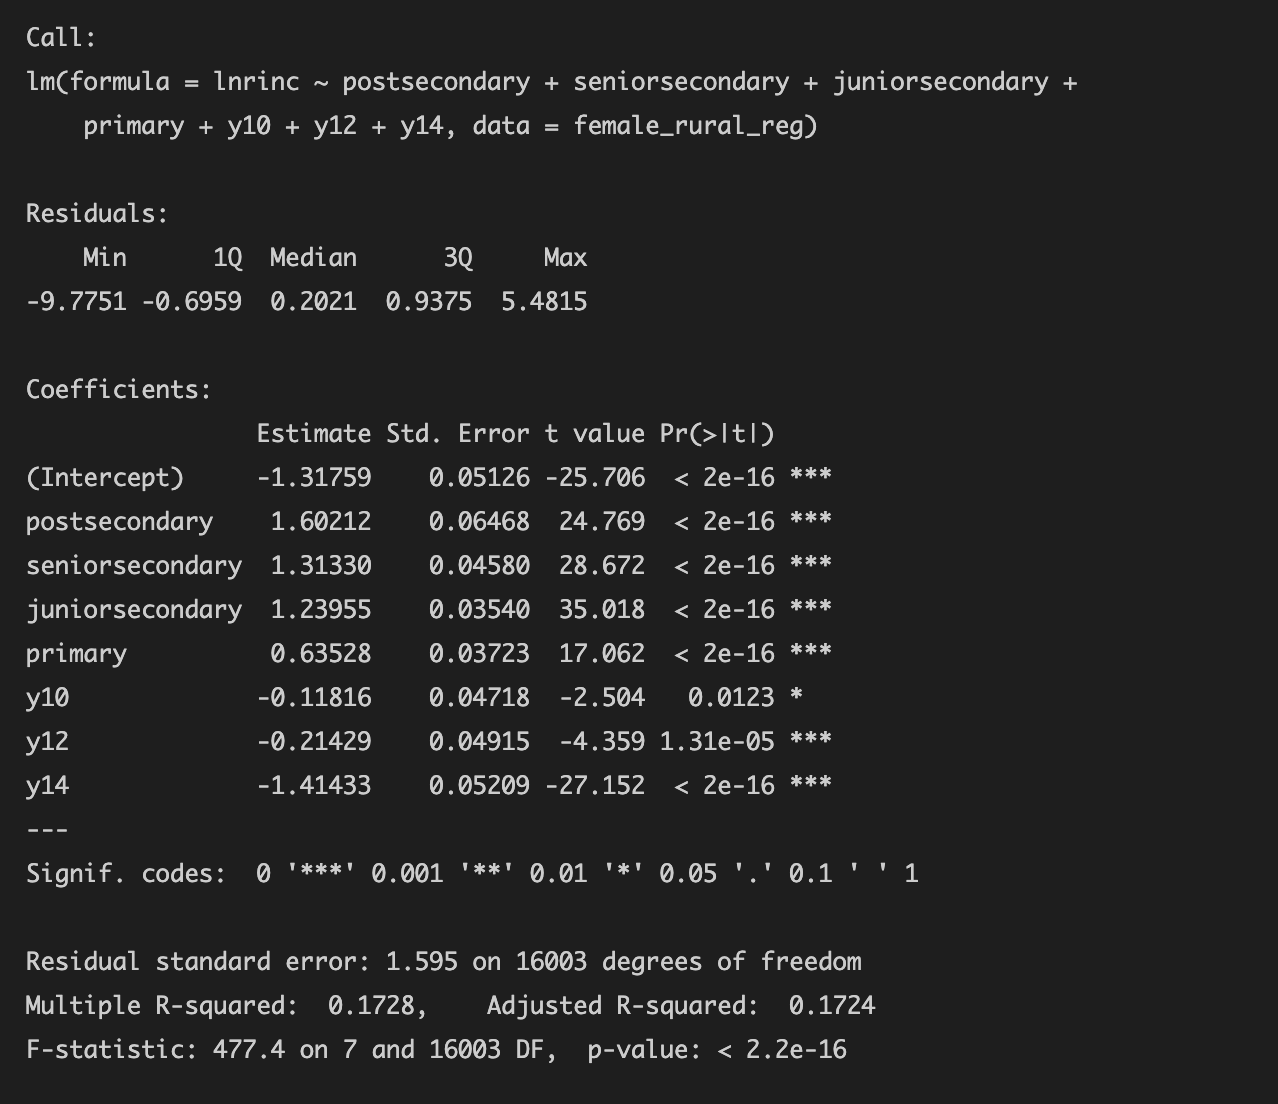 Call:
lm(formula = lnrinc ~ postsecondary + seniorsecondary + juniorsecondary +
    primary + y10 + y12 + y14, data = female_rural_reg)

Residuals:
    Min      1Q  Median      3Q     Max
-9.7751 -0.6959  0.2021  0.9375  5.4815

Coefficients:
                Estimate Std. Error t value Pr(>|t|)
(Intercept)     -1.31759    0.05126 -25.706  < 2e-16 ***
postsecondary    1.60212    0.06468  24.769  < 2e-16 ***
seniorsecondary  1.31330    0.04580  28.672  < 2e-16 ***
juniorsecondary  1.23955    0.03540  35.018  < 2e-16 ***
primary          0.63528    0.03723  17.062  < 2e-16 ***
y10             -0.11816    0.04718  -2.504   0.0123 *
y12             -0.21429    0.04915  -4.359 1.31e-05 ***
y14             -1.41433    0.05209 -27.152  < 2e-16 ***
---
Signif. codes:  0 '***' 0.001 '**' 0.01 '*' 0.05 '.' 0.1 ' ' 1

Residual standard error: 1.595 on 16003 degrees of freedom
Multiple R-squared:  0.1728,    Adjusted R-squared:  0.1724
F-statistic: 477.4 on 7 and 16003 DF,  p-value: < 2.2e-16